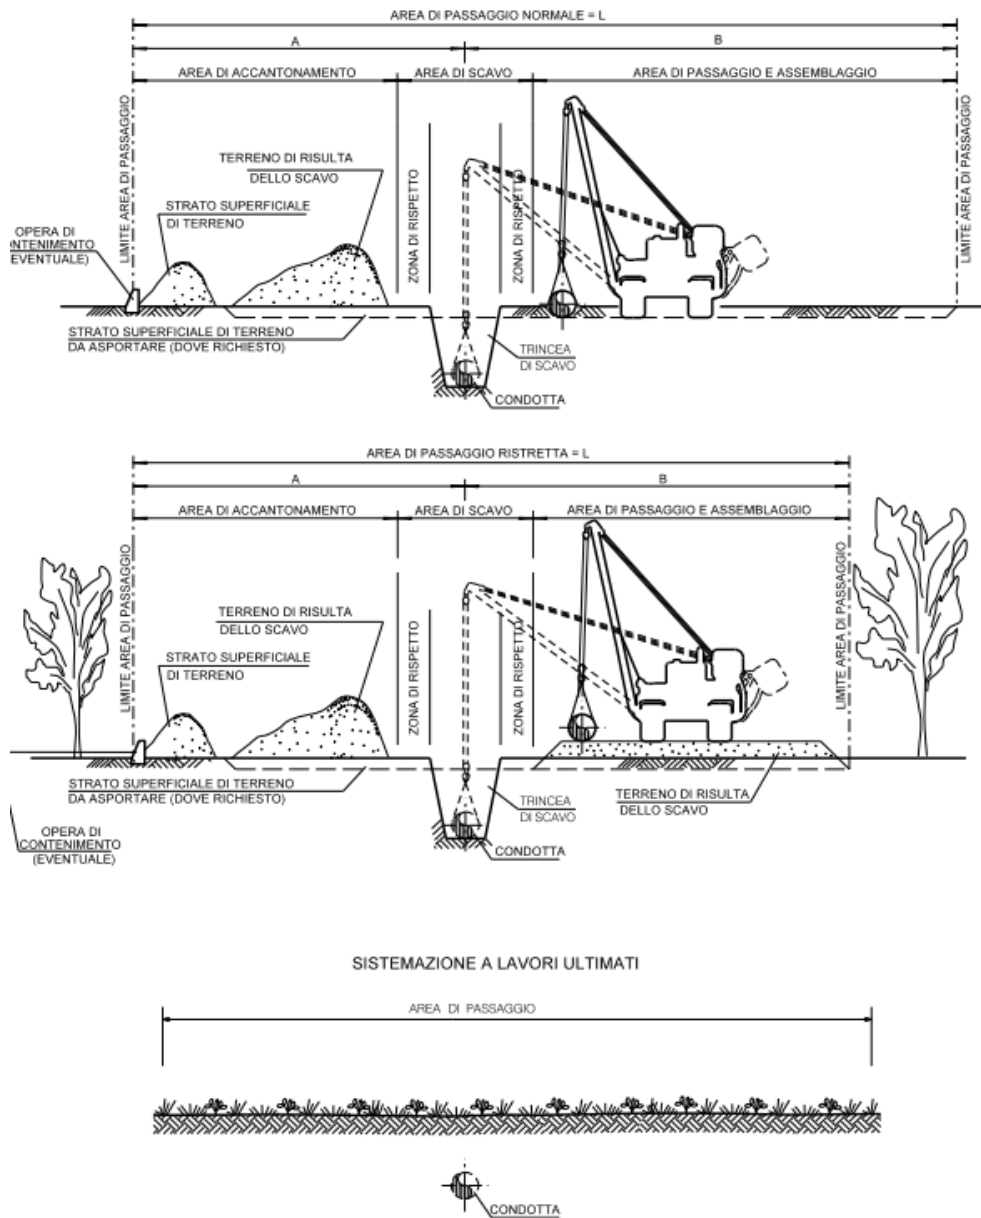 AREA DI PASSAGGIO NORMALE = L
A
B
AREA DI ACCANTONAMENTO
AREA DI SCAVO
AREA DI PASSAGGIO E ASSEMBLAGGIO
LIMITE AREA DI PASSAGGIO
TERRENO DI RISULTA
DELLO SCAVO
STRATO SUPERFICIALE
DI TERRENO
OPERA DI
NTENIMENTO
EVENTUALE)
ZONA DI RISPETTO
ZONA DI RISPETTO
LIMITE AREA DI PASSAGGIO
STRATO SUPERFICIALE DI TERRENO
DA ASPORTARE (DOVE RICHIESTO)
TRINCEA
DI SCAVO
CONDOTTA
AREA DI PASSAGGIO RISTRETTA = L
A
B
AREA DI ACCANTONAMENTO
AREA DI SCAVO
AREA DI PASSAGGIO E ASSEMBLAGGIO
LIMITE AREA DI PASSAGGIO
TERRENO DI RISULTA
DELLO SCAVO
STRATO SUPERFICIALE
DI TERRENO
ZONA DI RISPETTO
ZONA DI RISPETTO
LIMITE AREA DI PASSAGGIO
STRATO SUPERFICIALE DI TERRENO
DA ASPORTARE (DOVE RICHIESTO)
TRINCEA
DI SCAVO
TERRENO DI RISULTA
DELLO SCAVO
OPERA DI
CONTENIMENTO
(EVENTUALE)
CONDOTTA
SISTEMAZIONE A LAVORI ULTIMATI
AREA DI PASSAGGIO
CONDOTTA